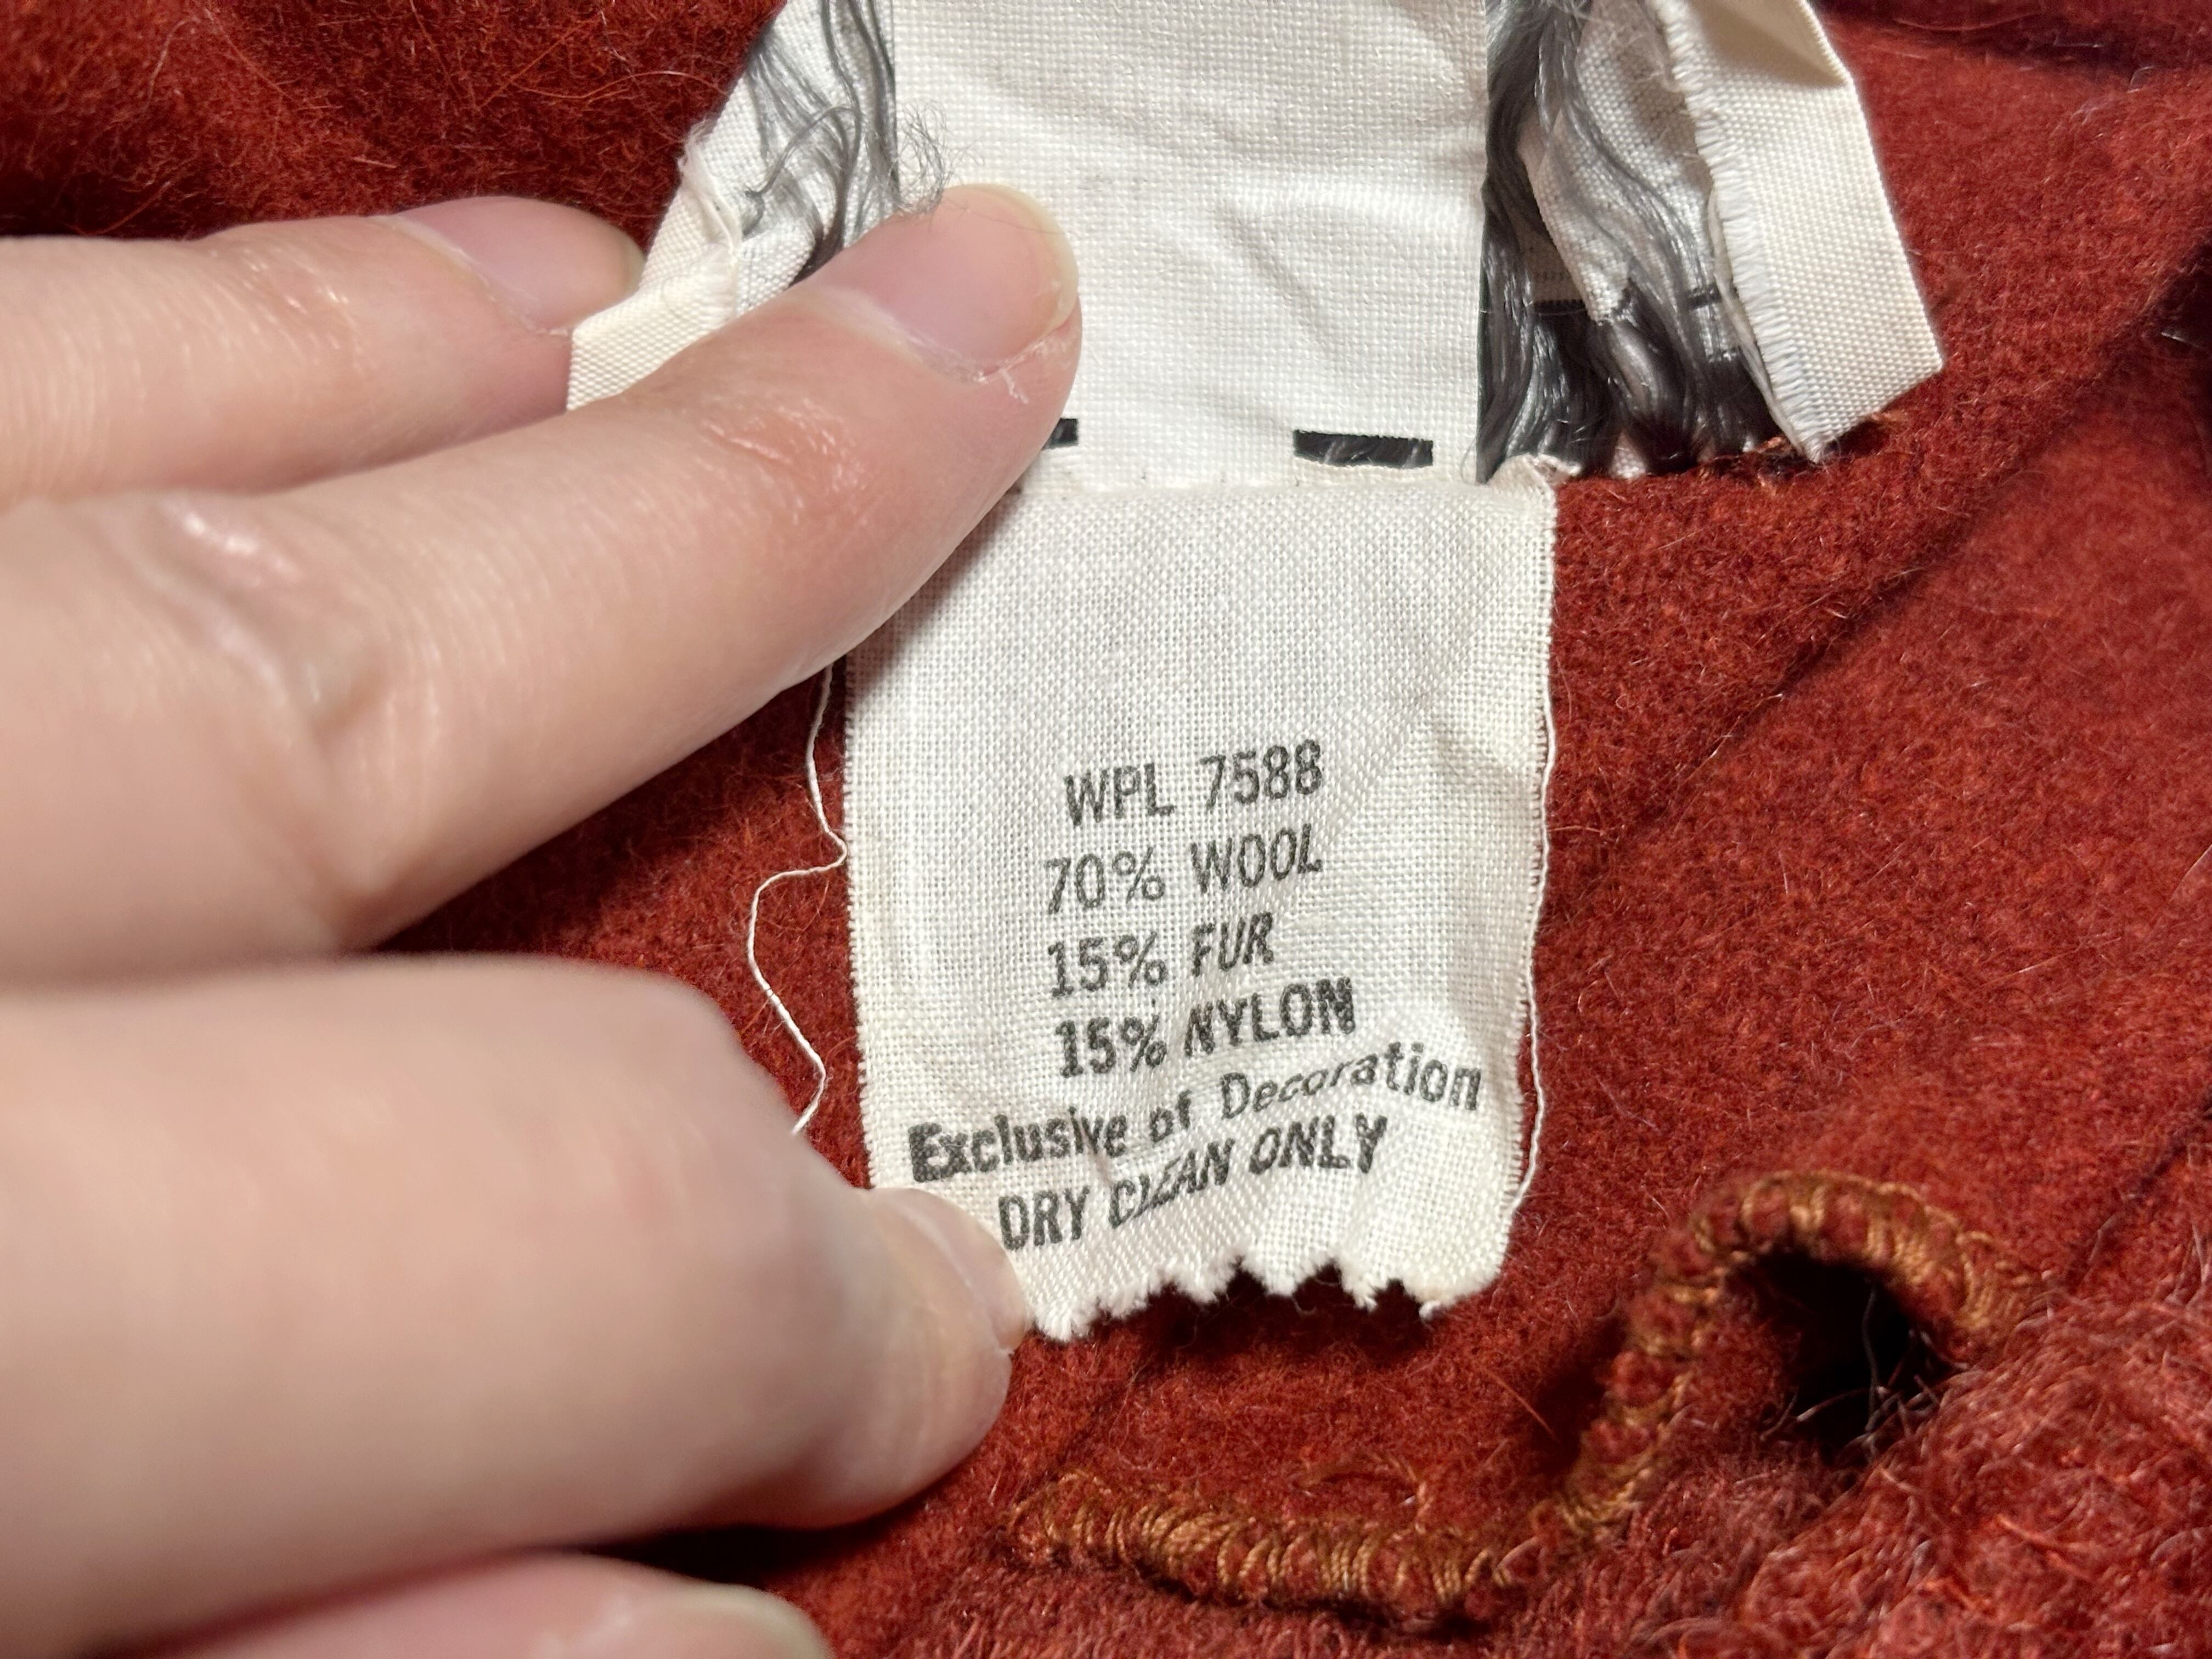 WPL 7588
70% WOOL
15% FUR
15% NYLON
Exclusive of Decoration
DRY CLEAN ONLY